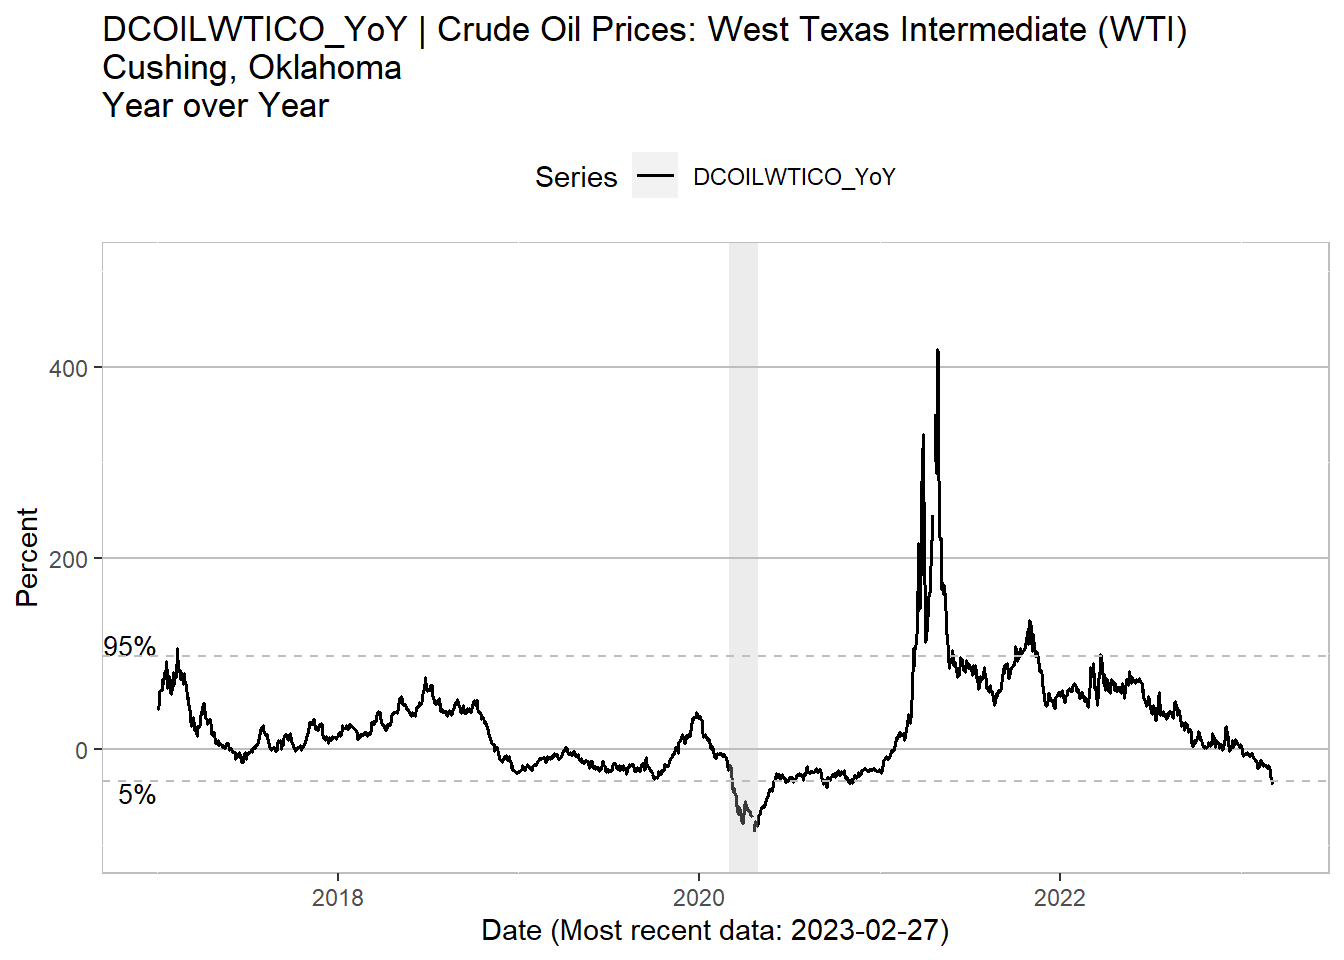 DCOILWTICO_YoY | Crude Oil Prices: West Texas Intermediate (WTI)
Cushing, Oklahoma
Year over Year
Series DCOILWTICO_YoY
400
200
0
95%
5%
Percent
2018 2020 2022
Date (Most recent data: 2023-02-27)